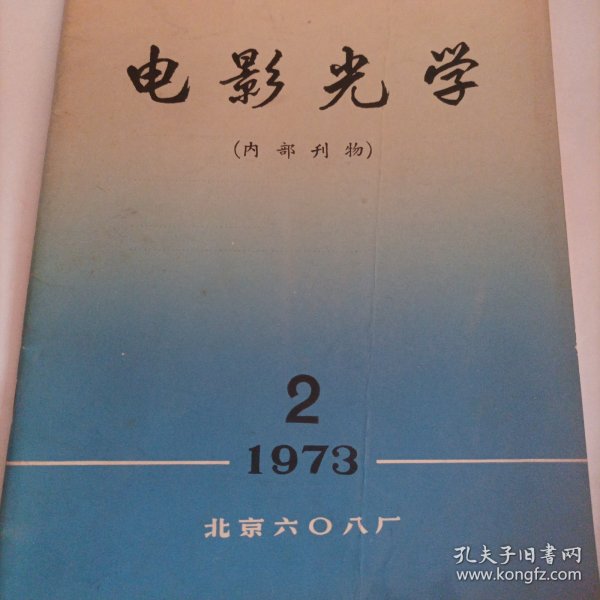 电影光学
(内部刊物)
2
1973
北京六〇八厂
孔夫子旧书网
www.kongfz.com